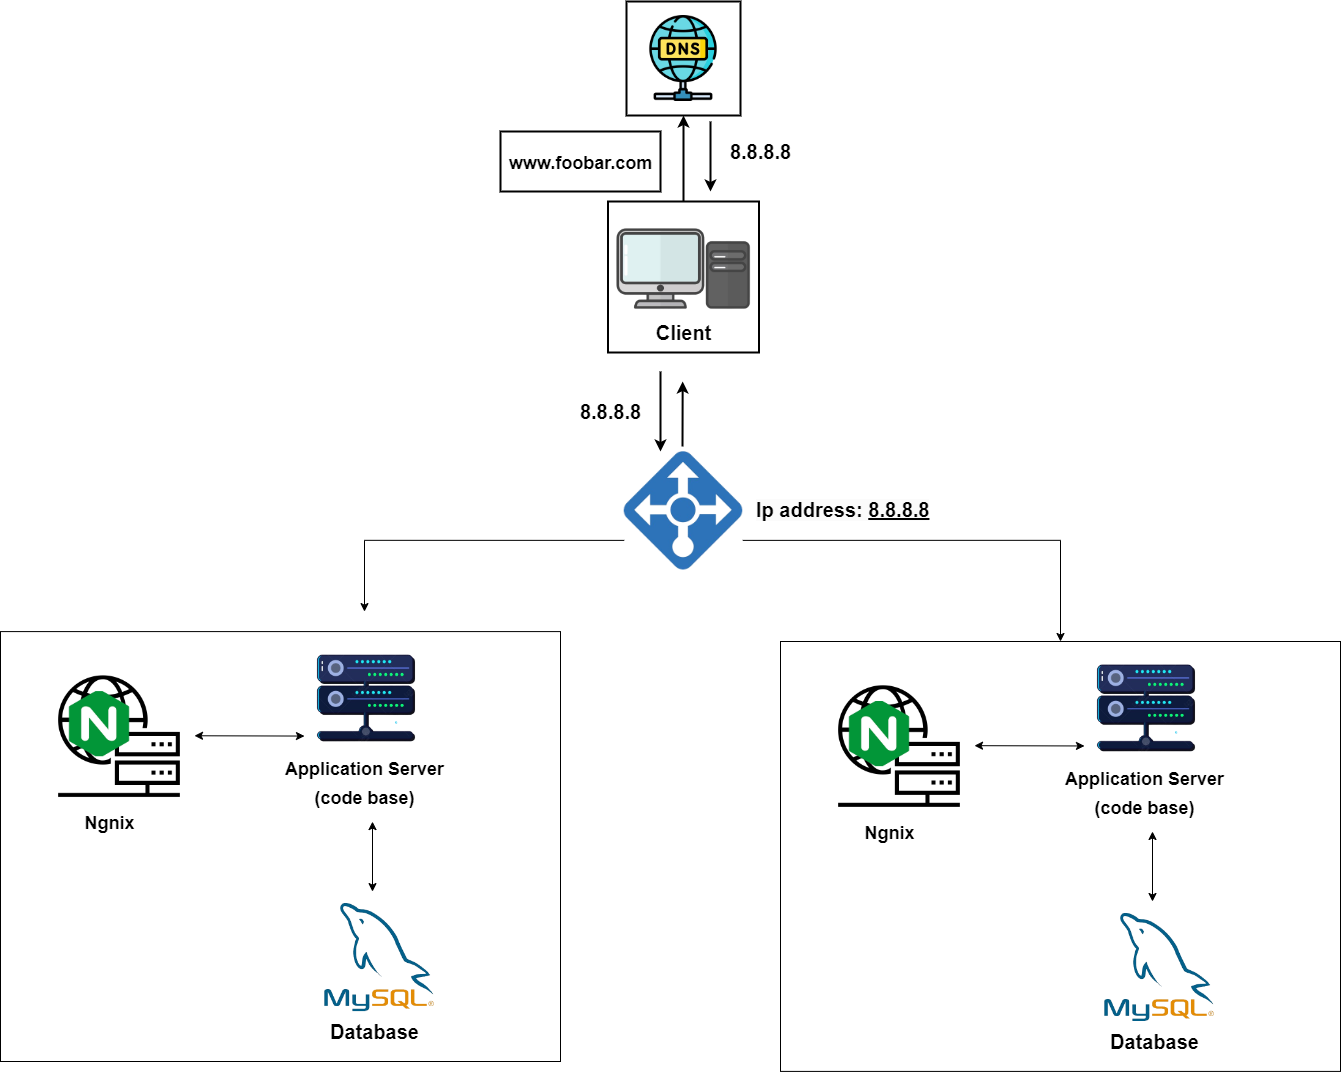 DNS
www.foobar.com
8.8.8.8
Client
8.8.8.8
Ip address: 8.8.8.8
N
Application Server
(code base)
Ngnix
MySQL®
Database
N
Application Server
(code base)
Ngnix
MySQL®
Database